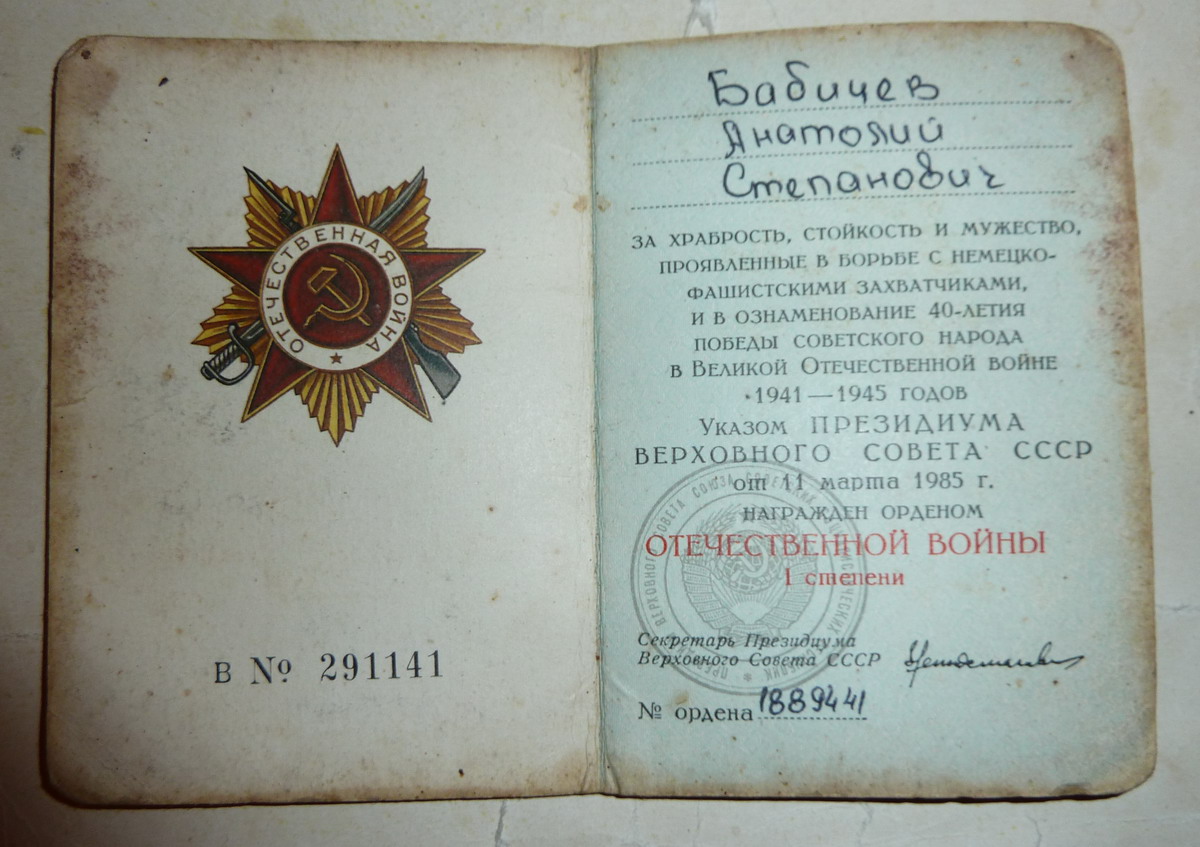 ОТЕЧЕСТВЕННАЯ ВОЙНА
В № 291141
Бабичев
Анатолий
Степанович
ЗА ХРАБРОСТЬ, СТОЙКОСТЬ И МУЖЕСТВО,
ПРОЯВЛЕННЫЕ В БОРЬБЕ С НЕМЕЦКО-
ФАШИСТСКИМИ ЗАХВАТЧИКАМИ,
И В ОЗНАМЕНОВАНИЕ 40-ЛЕТИЯ
ПОБЕДЫ СОВЕТСКОГО НАРОДА
В ВЕЛИКОЙ ОТЕЧЕСТВЕННОЙ ВОЙНЕ
1941—1945 ГОДОВ
УКАЗОМ ПРЕЗИДИУМА
ВЕРХОВНОГО СОВЕТА СССР
от 11 марта 1985 г.
НАГРАЖДЕН ОРДЕНОМ
ОТЕЧЕСТВЕННОЙ ВОЙНЫ
I степени
Секретарь Президиума
Верховного Совета СССР
№ ордена 1889441